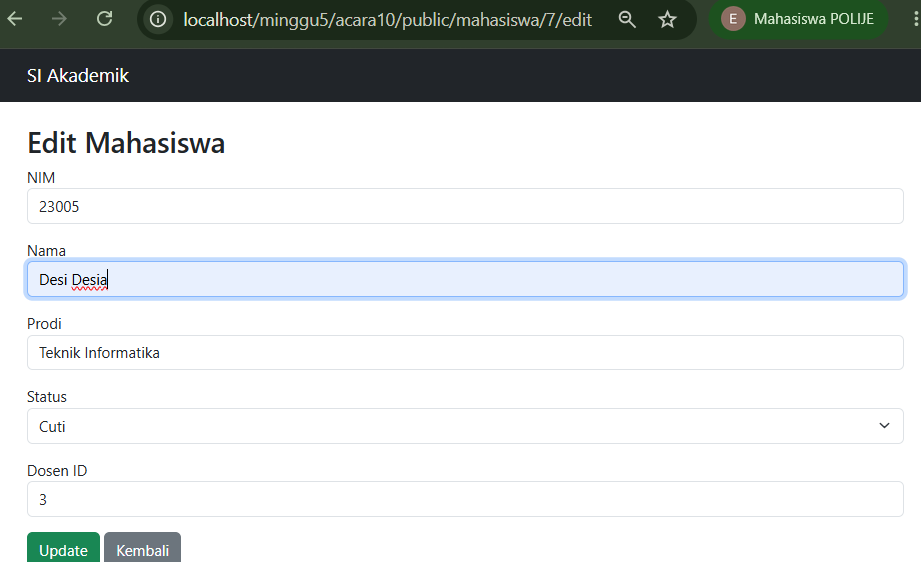 localhost/minggu5/acara10/public/mahasiswa/7/edit
E Mahasiswa POLIJE
SI Akademik
Edit Mahasiswa
NIM
23005
Nama
Desi Desia
Prodi
Teknik Informatika
Status
Cuti
Dosen ID
3
Update Kembali